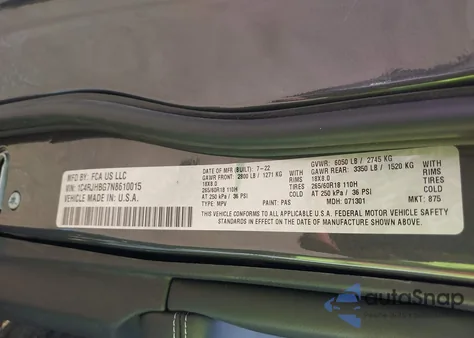 MFD BY: FCA US LLC
VIN: 1C4RJHBG7N8610015
VEHICLE MADE IN: U.S.A.
DATE OF MFR (BUILT): 7-22
GAWR FRONT: 2800 LB / 1271 KG
WITH
RIMS
18X8.0
TIRES
265/60R18 110H
AT 250 kPa / 36 PSI
TYPE: MPV
PAINT: PAS
GVWR: 6050 LB / 2745 KG
GAWR REAR: 3350 LB / 1520 KG
WITH
RIMS
18X8.0
TIRES
265/60R18 110H
AT 250 kPa / 36 PSI
MDH: 071301
MKT: 875
THIS VEHICLE CONFORMS TO ALL APPLICABLE U.S.A. FEDERAL MOTOR VEHICLE SAFETY
STANDARDS IN EFFECT ON THE DATE OF MANUFACTURE SHOWN ABOVE.
autoSnap